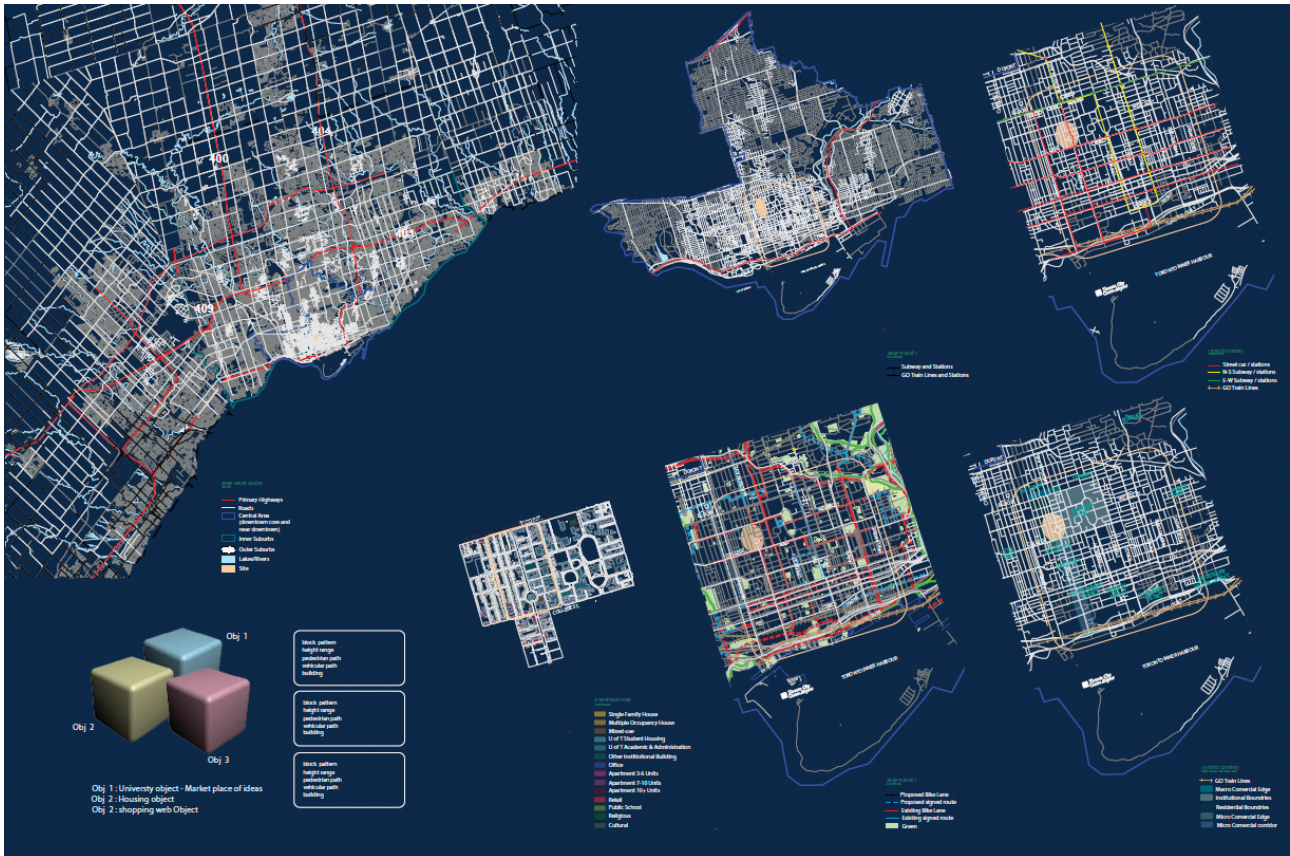 400
404
401
409
Primary Highways
Roads
Central Area
(downtown core and
near downtown)
Inner Suburbs
Outer Suburbs
Lakes/Rivers
Site
Subway and Stations
GO Train Lines and Stations
DUPONT
TORONTO INNER HARBOUR
Street car / stations
N-S Subway / stations
E-W Subway / stations
GO Train Lines
Obj 1
Obj 2
Obj 3
Obj 1 : Universty object - Market place of ideas
Obj 2 : Housing object
Obj 2 : shopping web Object
block pattern
height range
pedestrian path
vehicular path
building
block pattern
height range
pedestrian path
vehicular path
building
block pattern
height range
pedestrian path
vehicular path
building
Single Family House
Multiple Occupancy House
Mixed-use
U of T Student Housing
U of T Academic & Administration
Other Institiutional Building
Office
Apartment 3-6 Units
Apartment 7-10 Units
Apartment 10+ Units
Retail
Public School
Religious
Cultural
DUPONT
TORONTO INNER HARBOUR
Proposed Bike Lane
Proposed signed route
Existing Bike Lane
Existing signed route
Green
DUPONT
TORONTO INNER HARBOUR
GO Train Lines
Macro Comercial Edge
Institutional Boundries
Residential Boundries
Micro Comercial Edge
Micro Comercial corridor